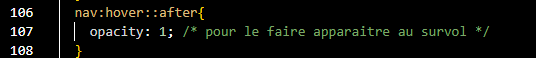 106 nav:hover::after{
107 opacity: 1; /* pour le faire apparaitre au survol */
108 }